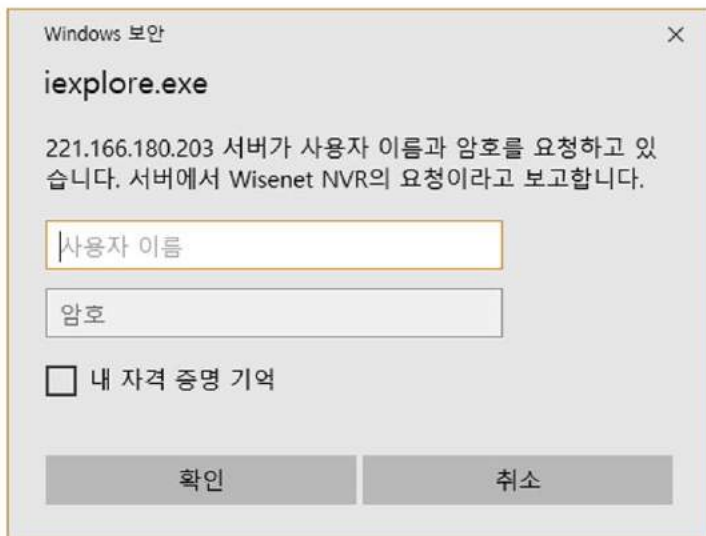 Windows 보안
iexplore.exe
221.166.180.203 서버가 사용자 이름과 암호를 요청하고 있
습니다. 서버에서 Wisenet NVR의 요청이라고 보고합니다.
사용자 이름
암호
내 자격 증명 기억
확인 취소